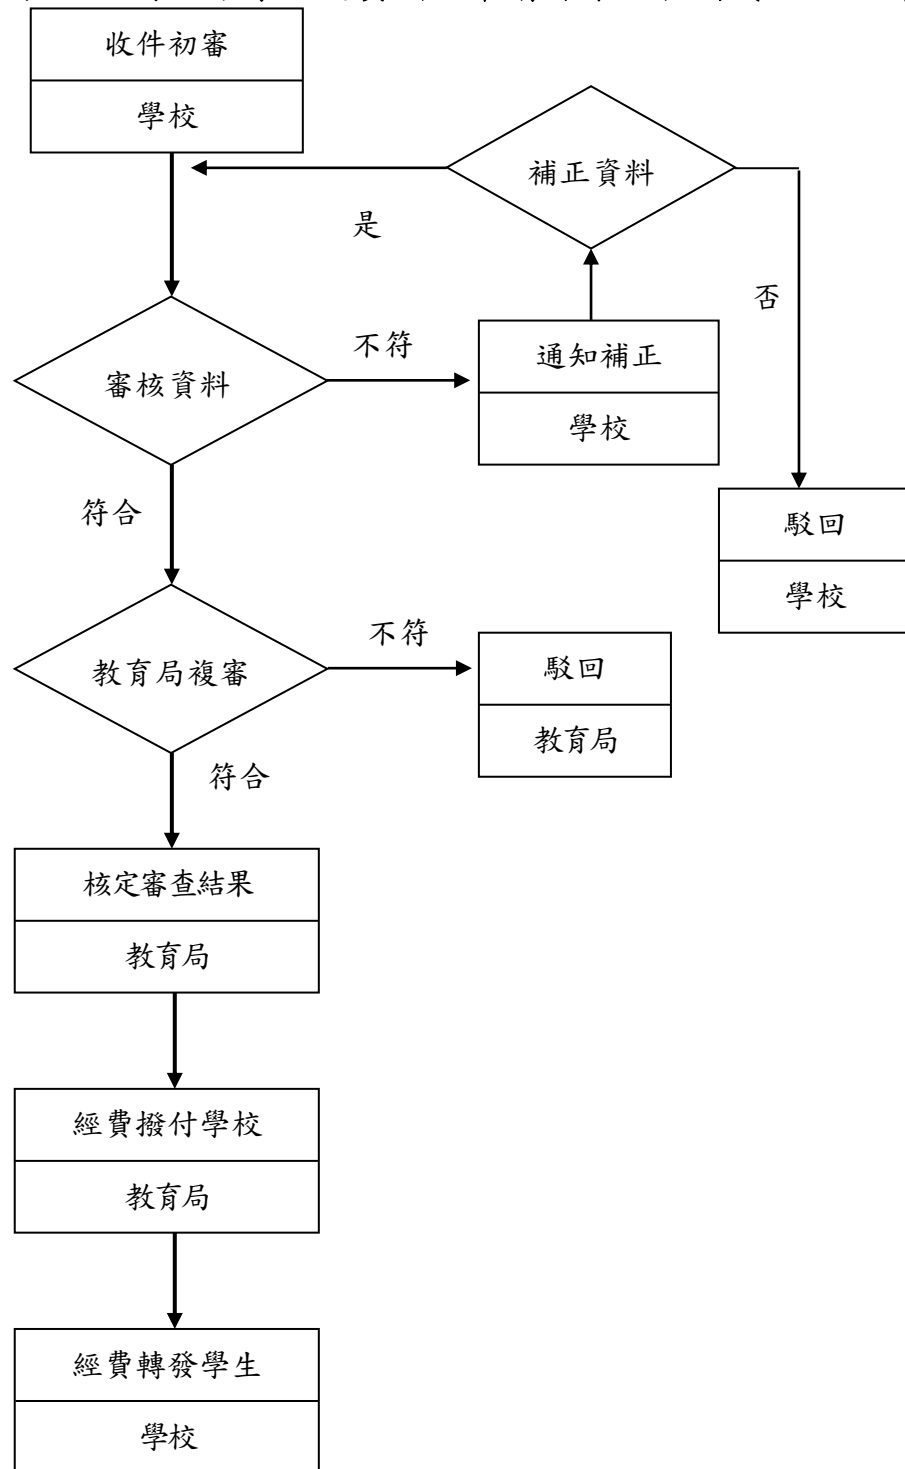 收件初審
學校
補正資料
是
否
不符
通知補正
學校
審核資料
符合
駁回
學校
不符
教育局複審
駁回
教育局
符合
核定審查結果
教育局
經費撥付學校
教育局
經費轉發學生
學校